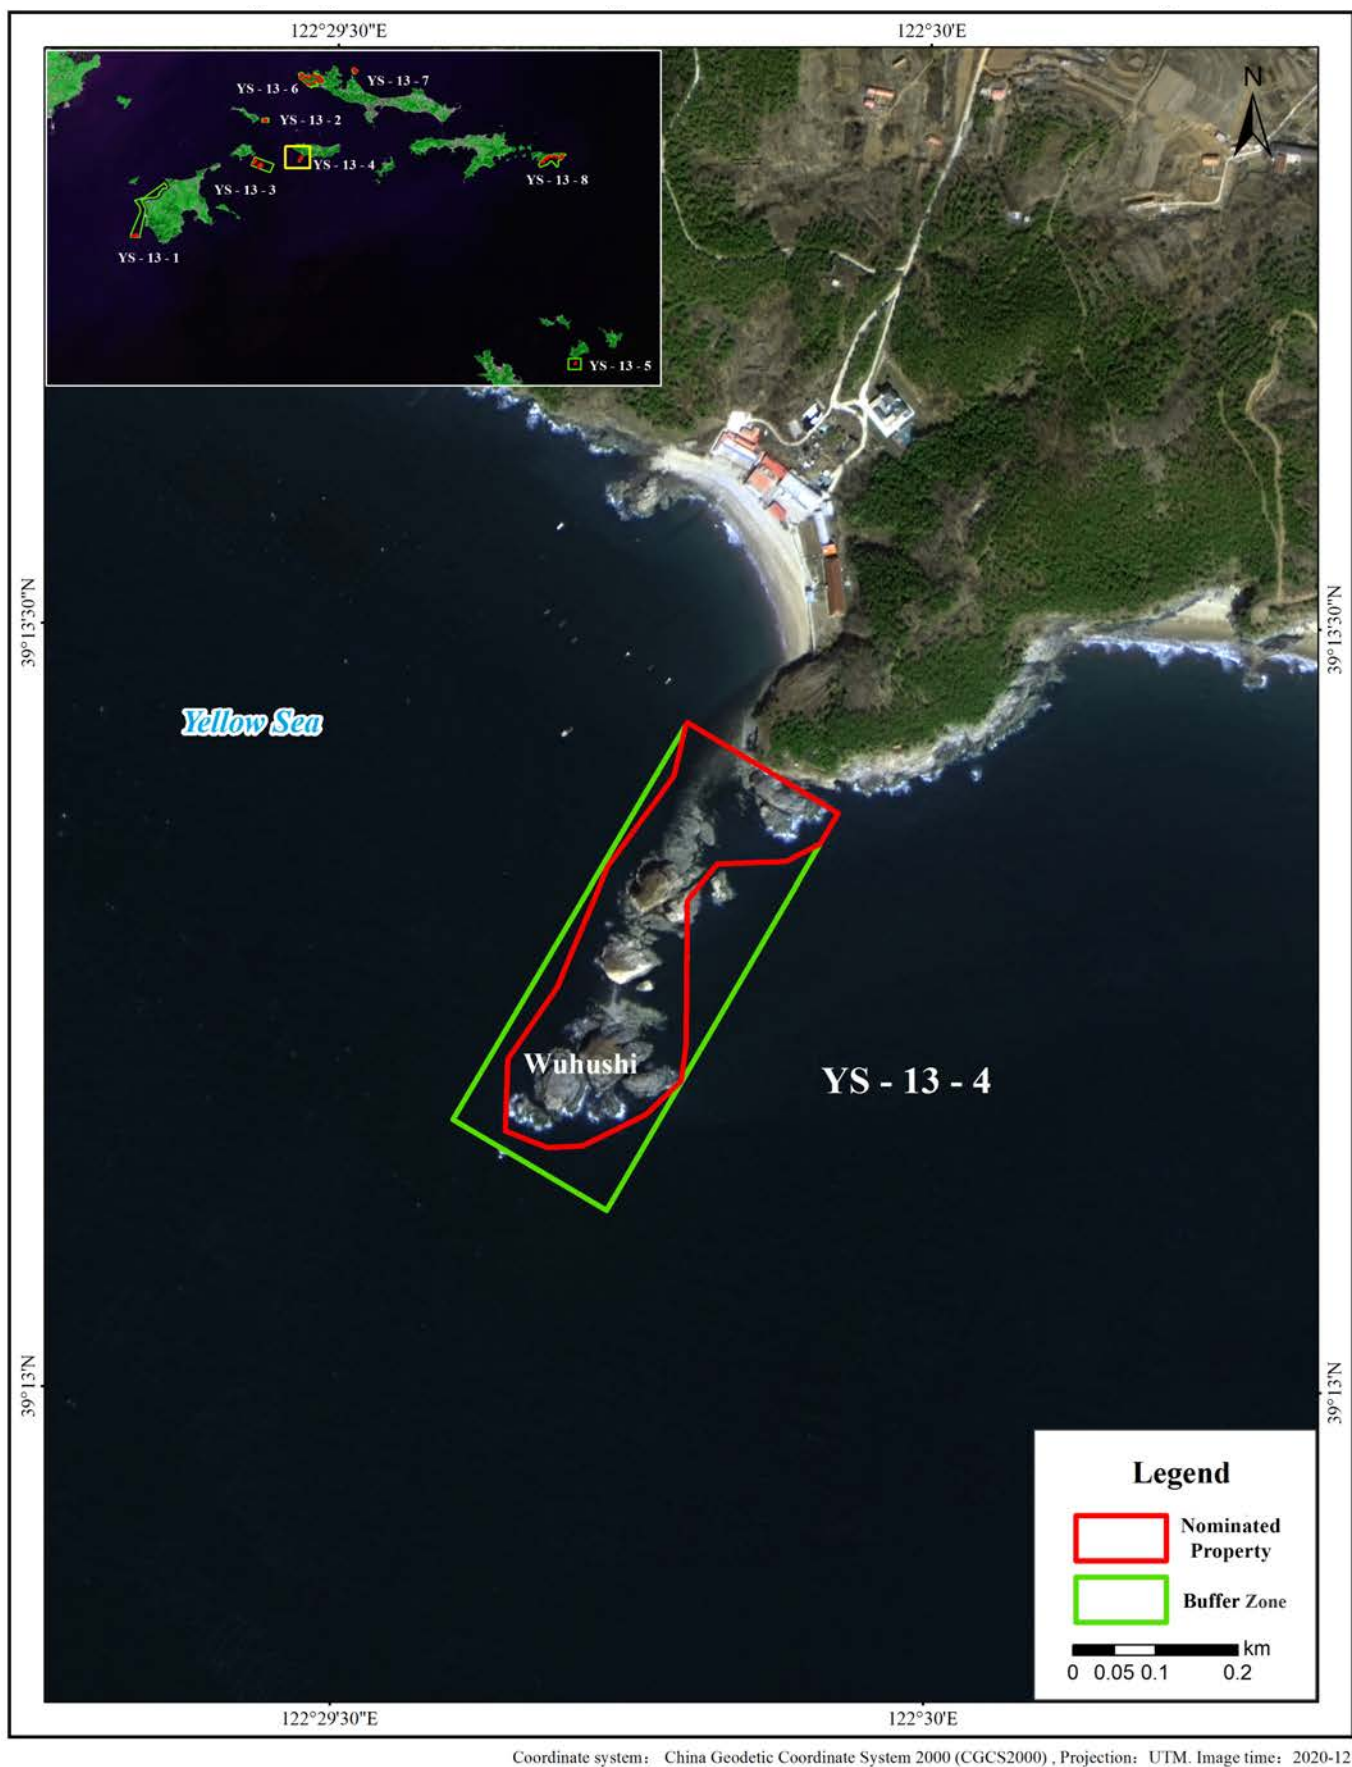 122°29'30"E
122°30'E
YS - 13 - 6
YS - 13 - 7
YS - 13 - 2
YS - 13 - 4
YS - 13 - 3
YS - 13 - 8
YS - 13 - 1
YS - 13 - 5
N
39°13'30"N
39°13'30"N
Yellow Sea
Wuhushi
YS - 13 - 4
39°13'N
39°13'N
Legend
Nominated
Property
Buffer Zone
km
0 0.05 0.1 0.2
122°29'30"E
122°30'E
Coordinate system: China Geodetic Coordinate System 2000 (CGCS2000) , Projection: UTM. Image time: 2020-12